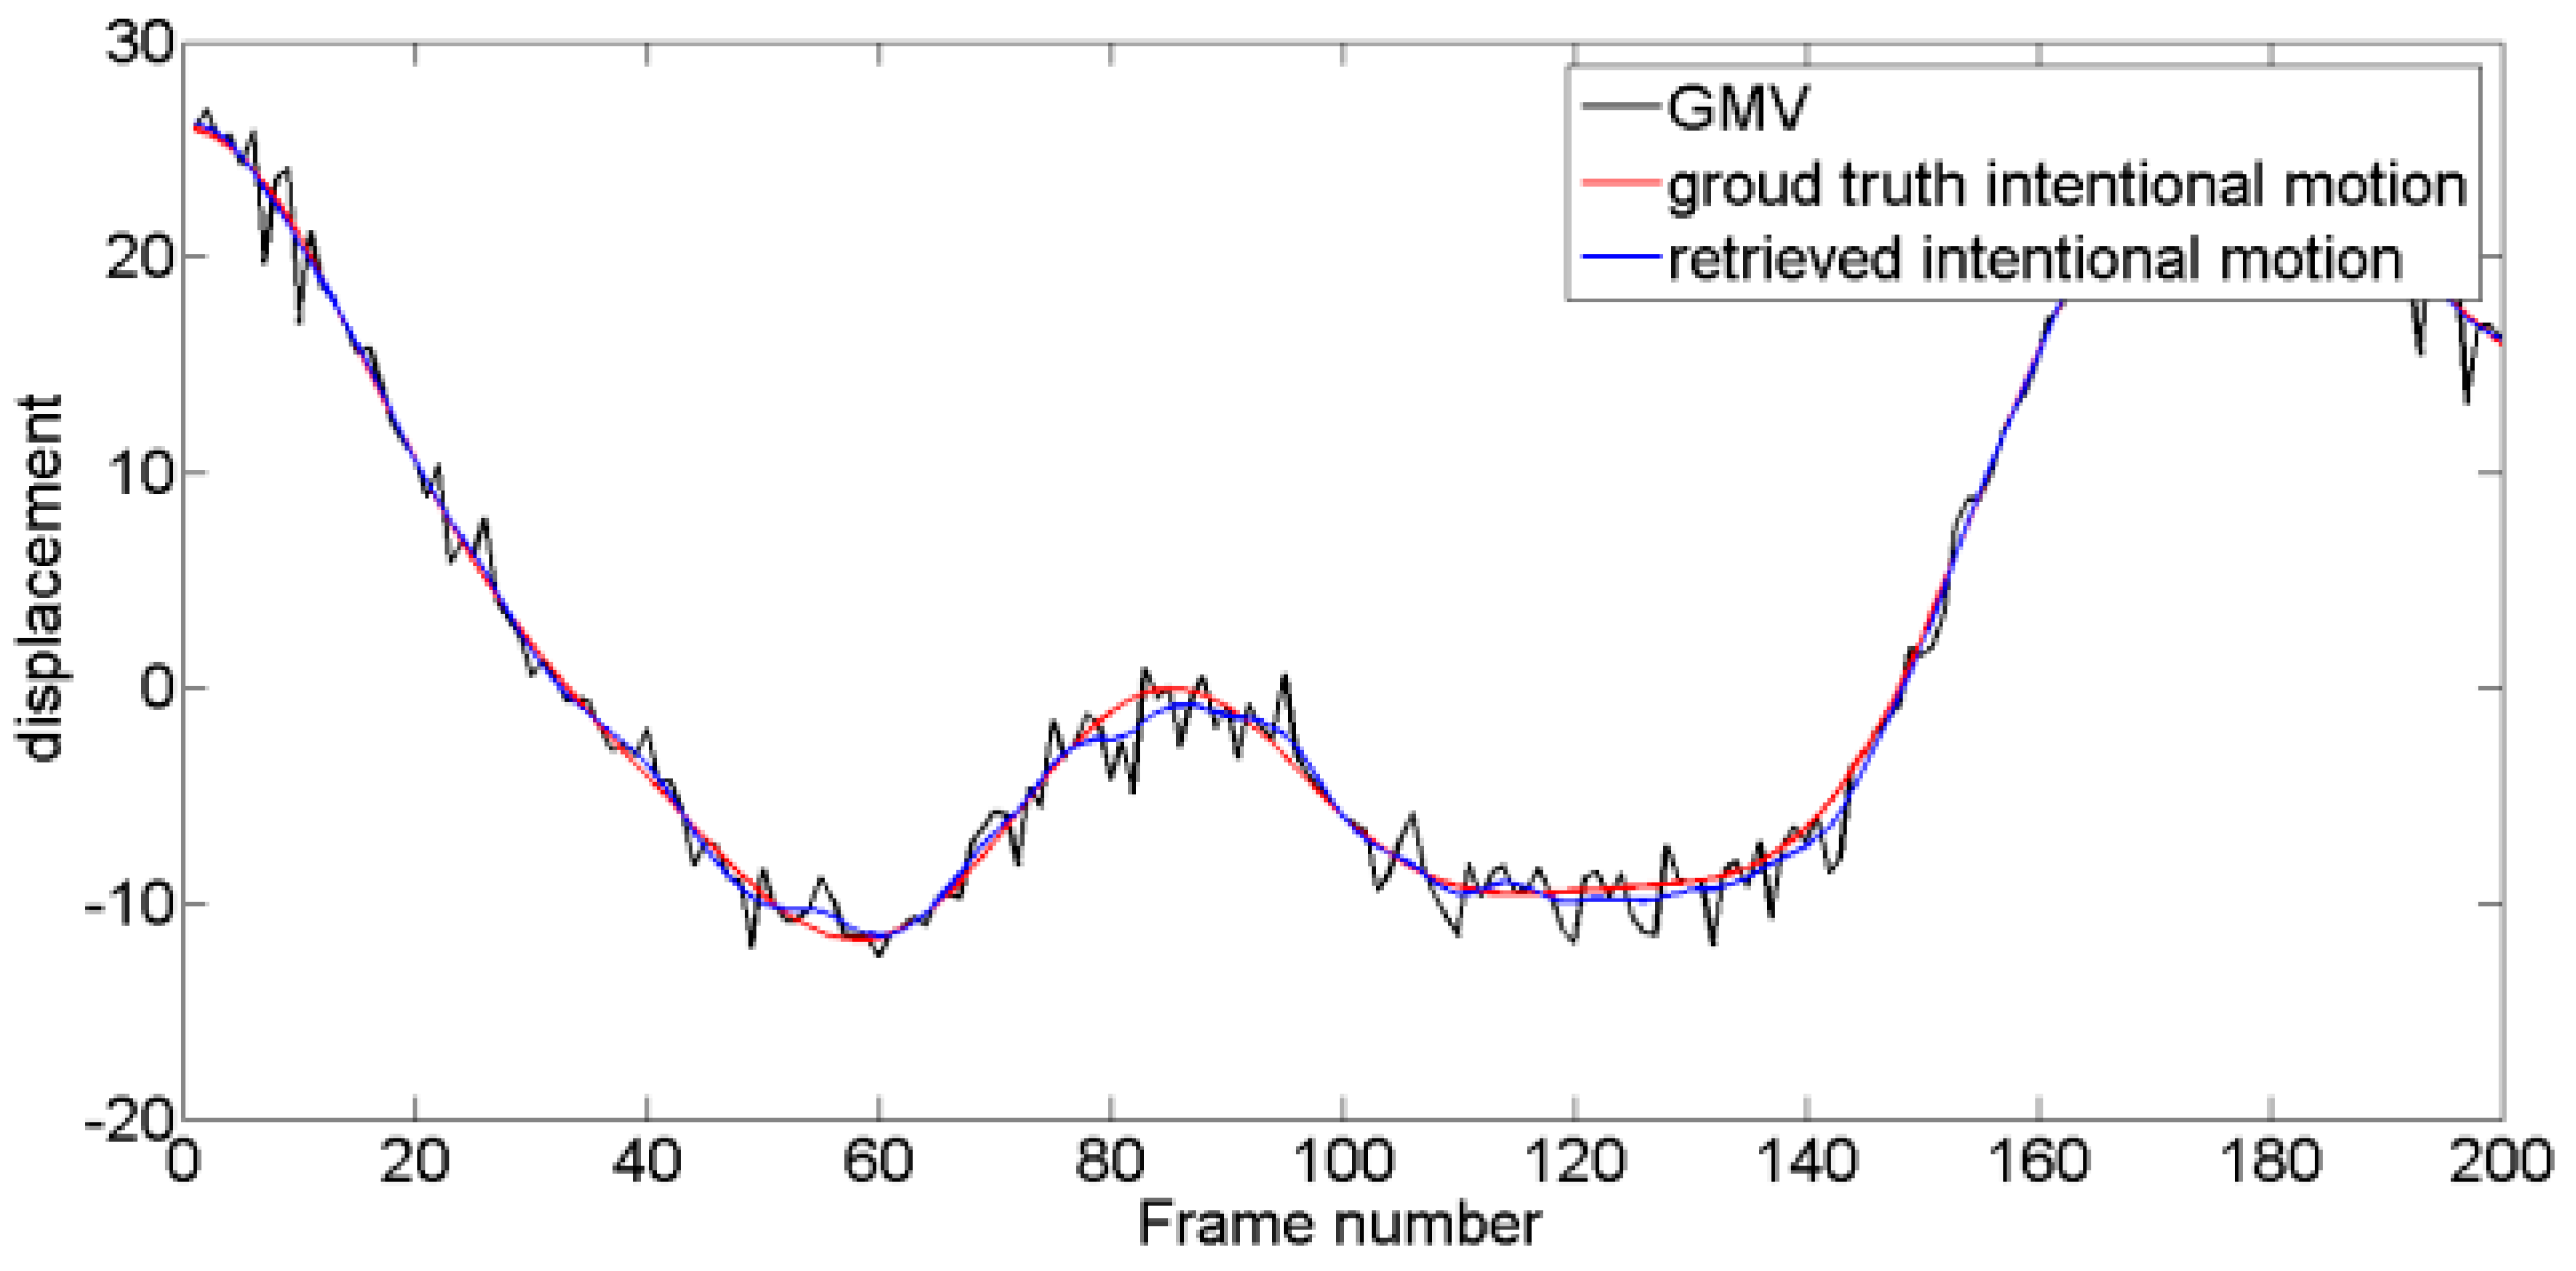 30
20
10
0
-10
-20
displacement
GMV
groud truth intentional motion
retrieved intentional motion
0 20 40 60 80 100 120 140 160 180 200
Frame number